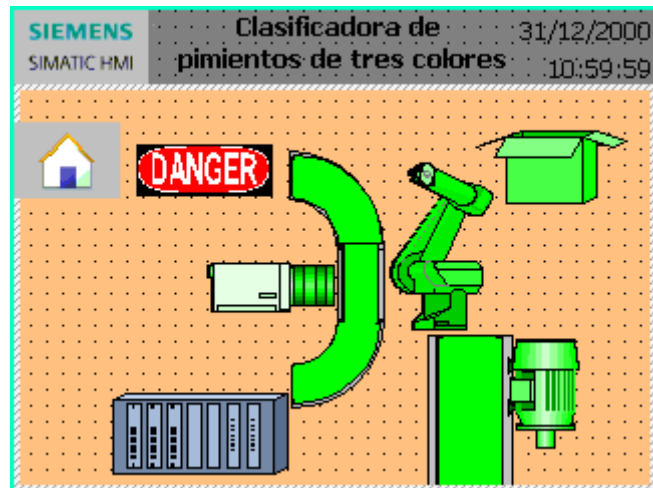 SIEMENS
SIMATIC HMI
Clasificadora de
pimientos de tres colores
31/12/2000
10:59:59
DANGER